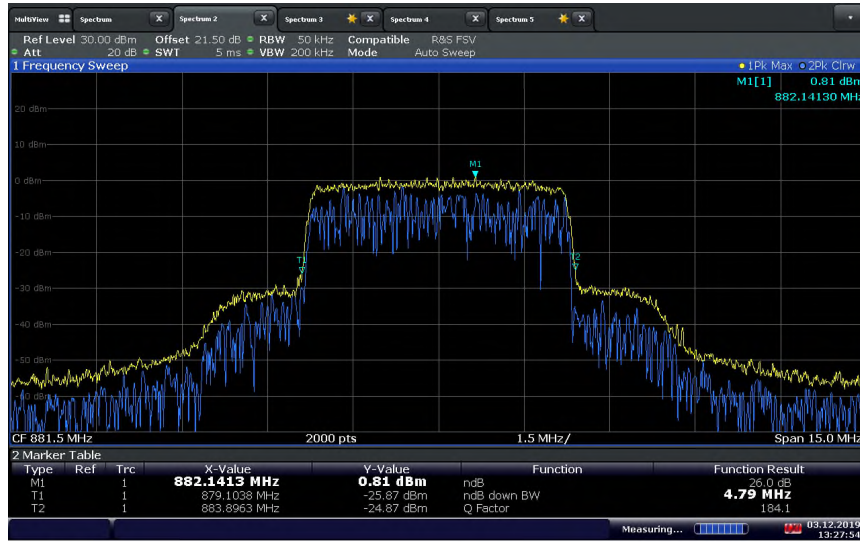 MultiView Spectrum X Spectrum 2 X Spectrum 3 X Spectrum 4 X Spectrum 5 X
Ref Level 30.00 dBm Offset 21.50 dB RBW 50 kHz Compatible R&S FSV
Att 20 dB SWT 5 ms VBW 200 kHz Mode Auto Sweep
1 Frequency Sweep 1Pk Max 2Pk Clrw
M1[1] 0.81 dBm
882.14130 MHz
20 dBm
10 dBm
M1
0 dBm
-10 dBm
-20 dBm
T1 T2
-30 dBm
-40 dBm
-50 dBm
-60 dBm
CF 881.5 MHz 2000 pts 1.5 MHz/ Span 15.0 MHz
2 Marker Table
Type Ref Trc X-Value Y-Value Function Function Result
M1 1 882.1413 MHz 0.81 dBm ndB 26.0 dB
T1 1 879.1038 MHz -25.87 dBm ndB down BW 4.79 MHz
T2 1 883.8963 MHz -24.87 dBm Q Factor 184.1
Measuring... 03.12.2019
13:27:54